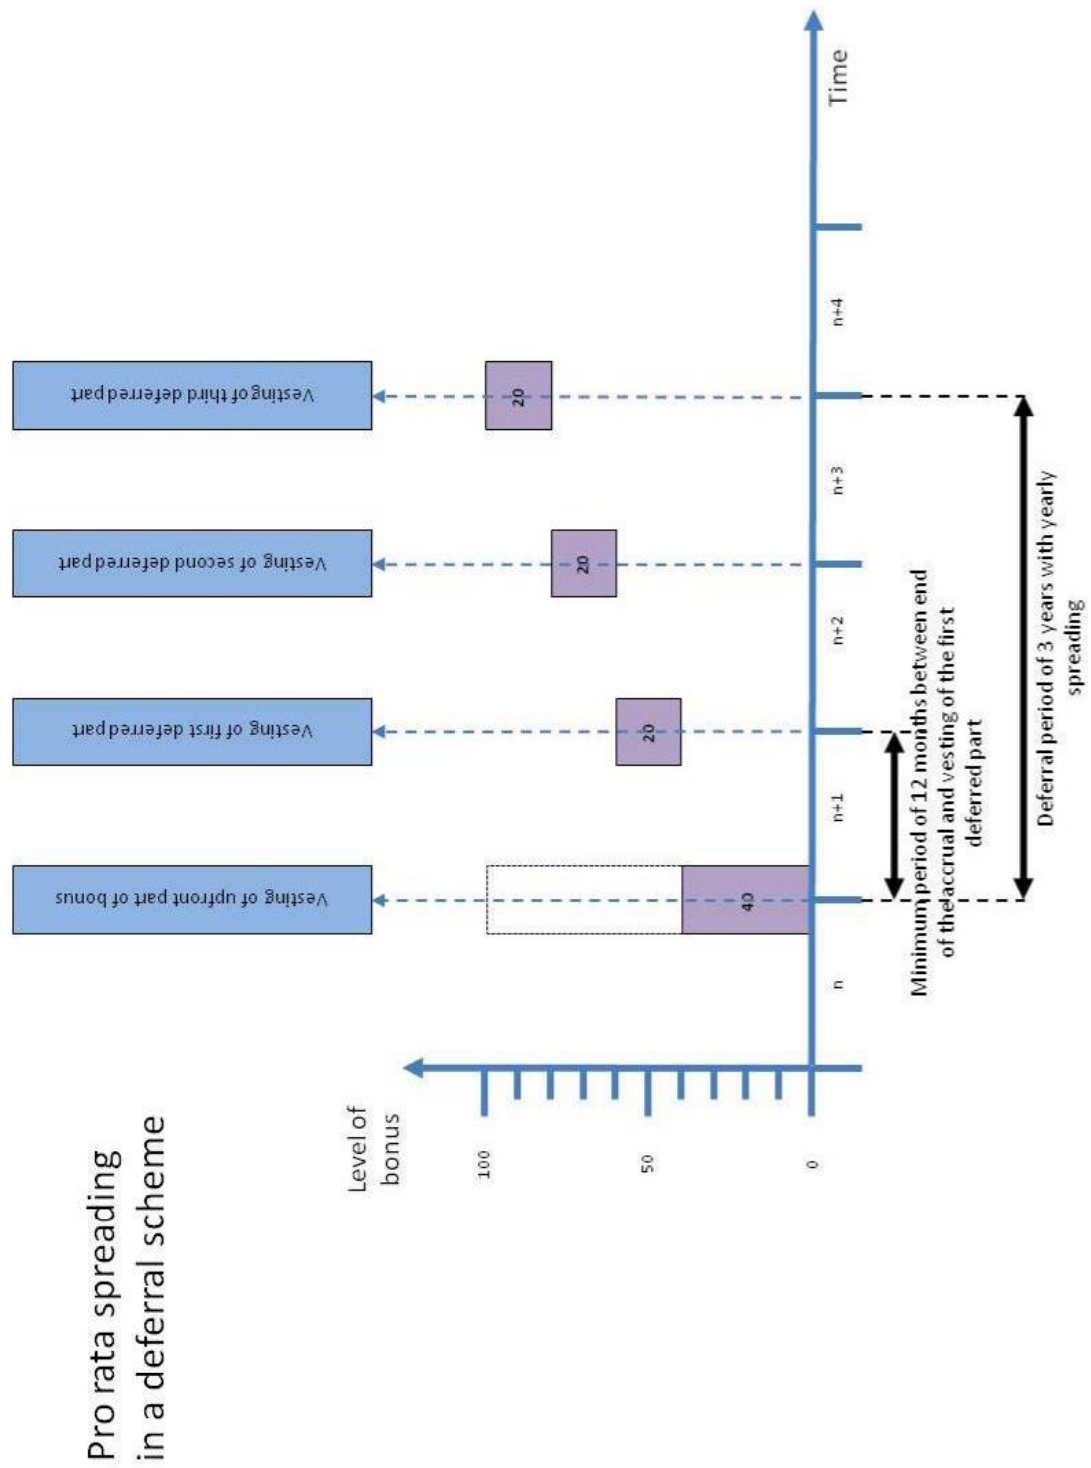 Pro rata spreading
in a deferral scheme
Vesting of upfront part of bonus
Vesting of first deferred part
Vesting of second deferred part
Vesting of third deferred part
Level of
bonus
100
50
0
40
20
20
20
n
n+1
n+2
n+3
n+4
Time
Minimum period of 12 months between end
of the accrual and vesting of the first
deferred part
Deferral period of 3 years with yearly
spreading